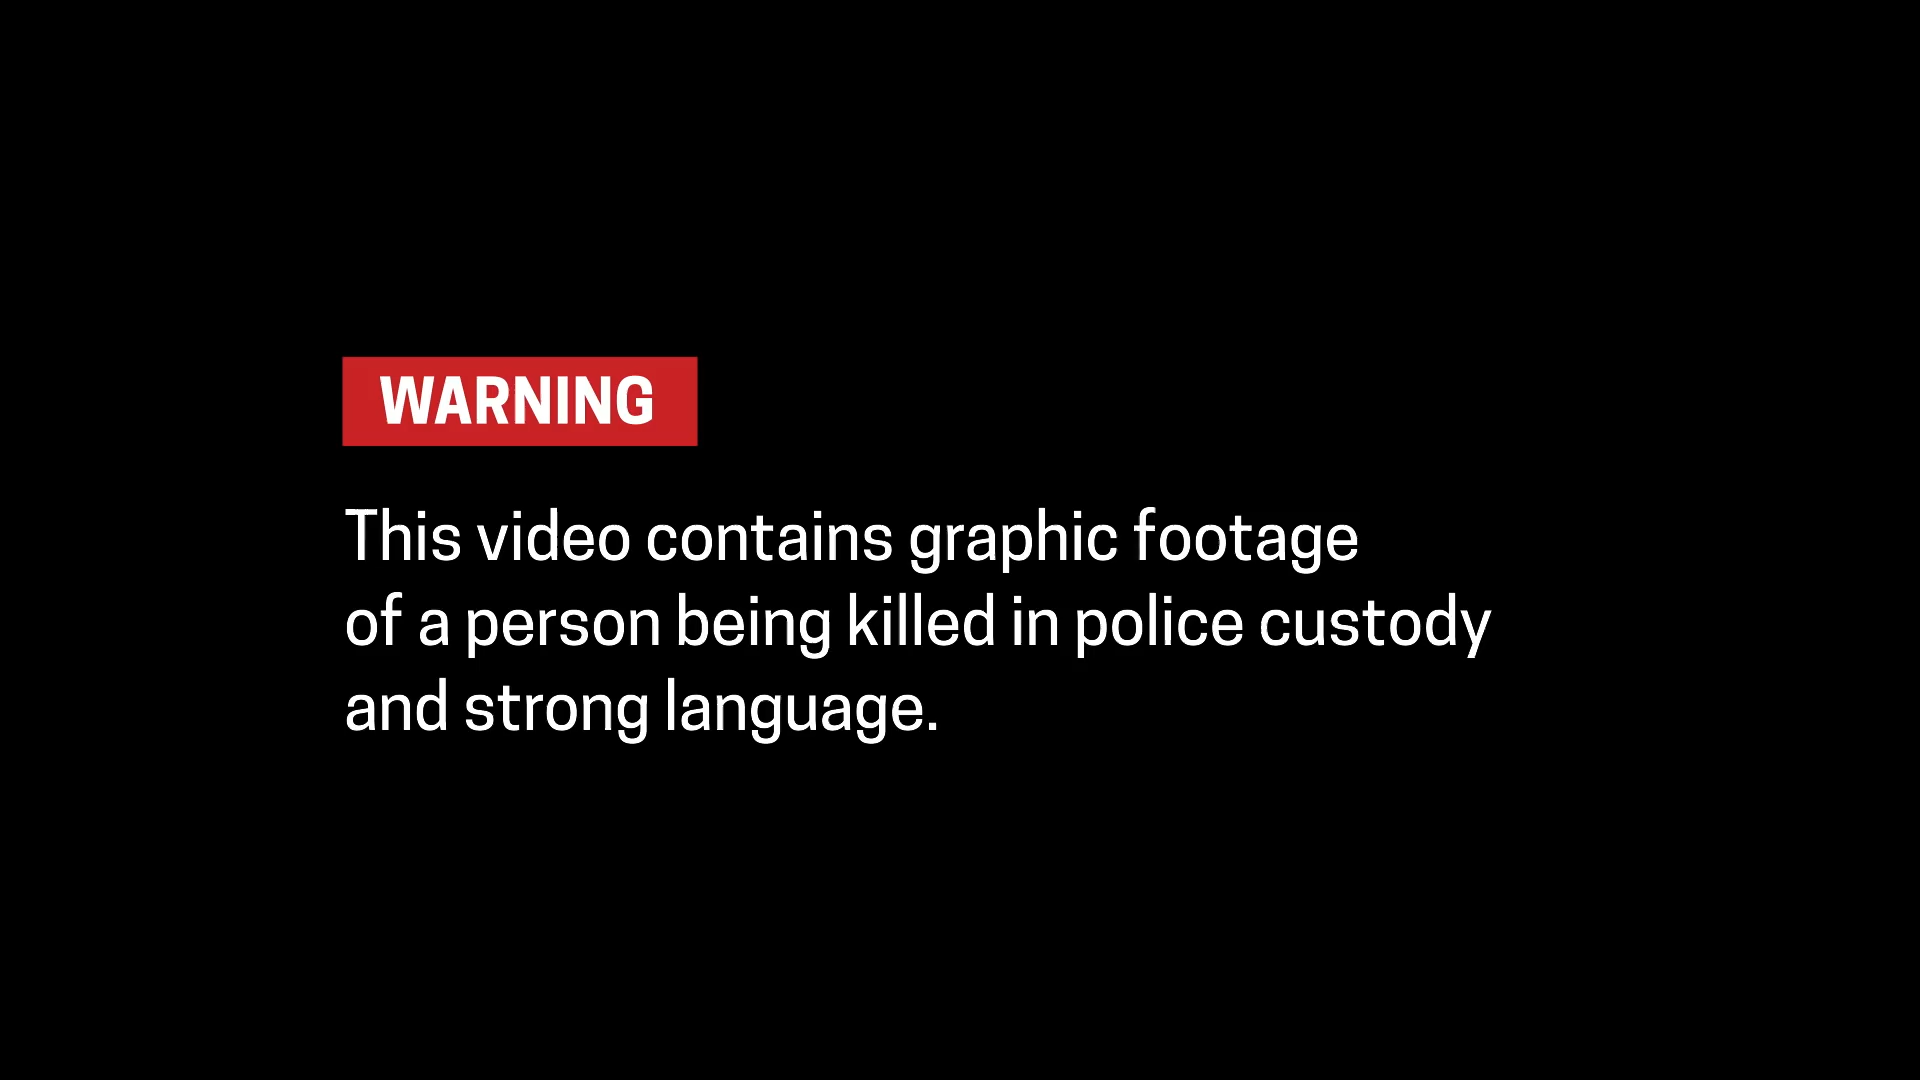 WARNING
This video contains graphic footage
of a person being killed in police custody
and strong language.